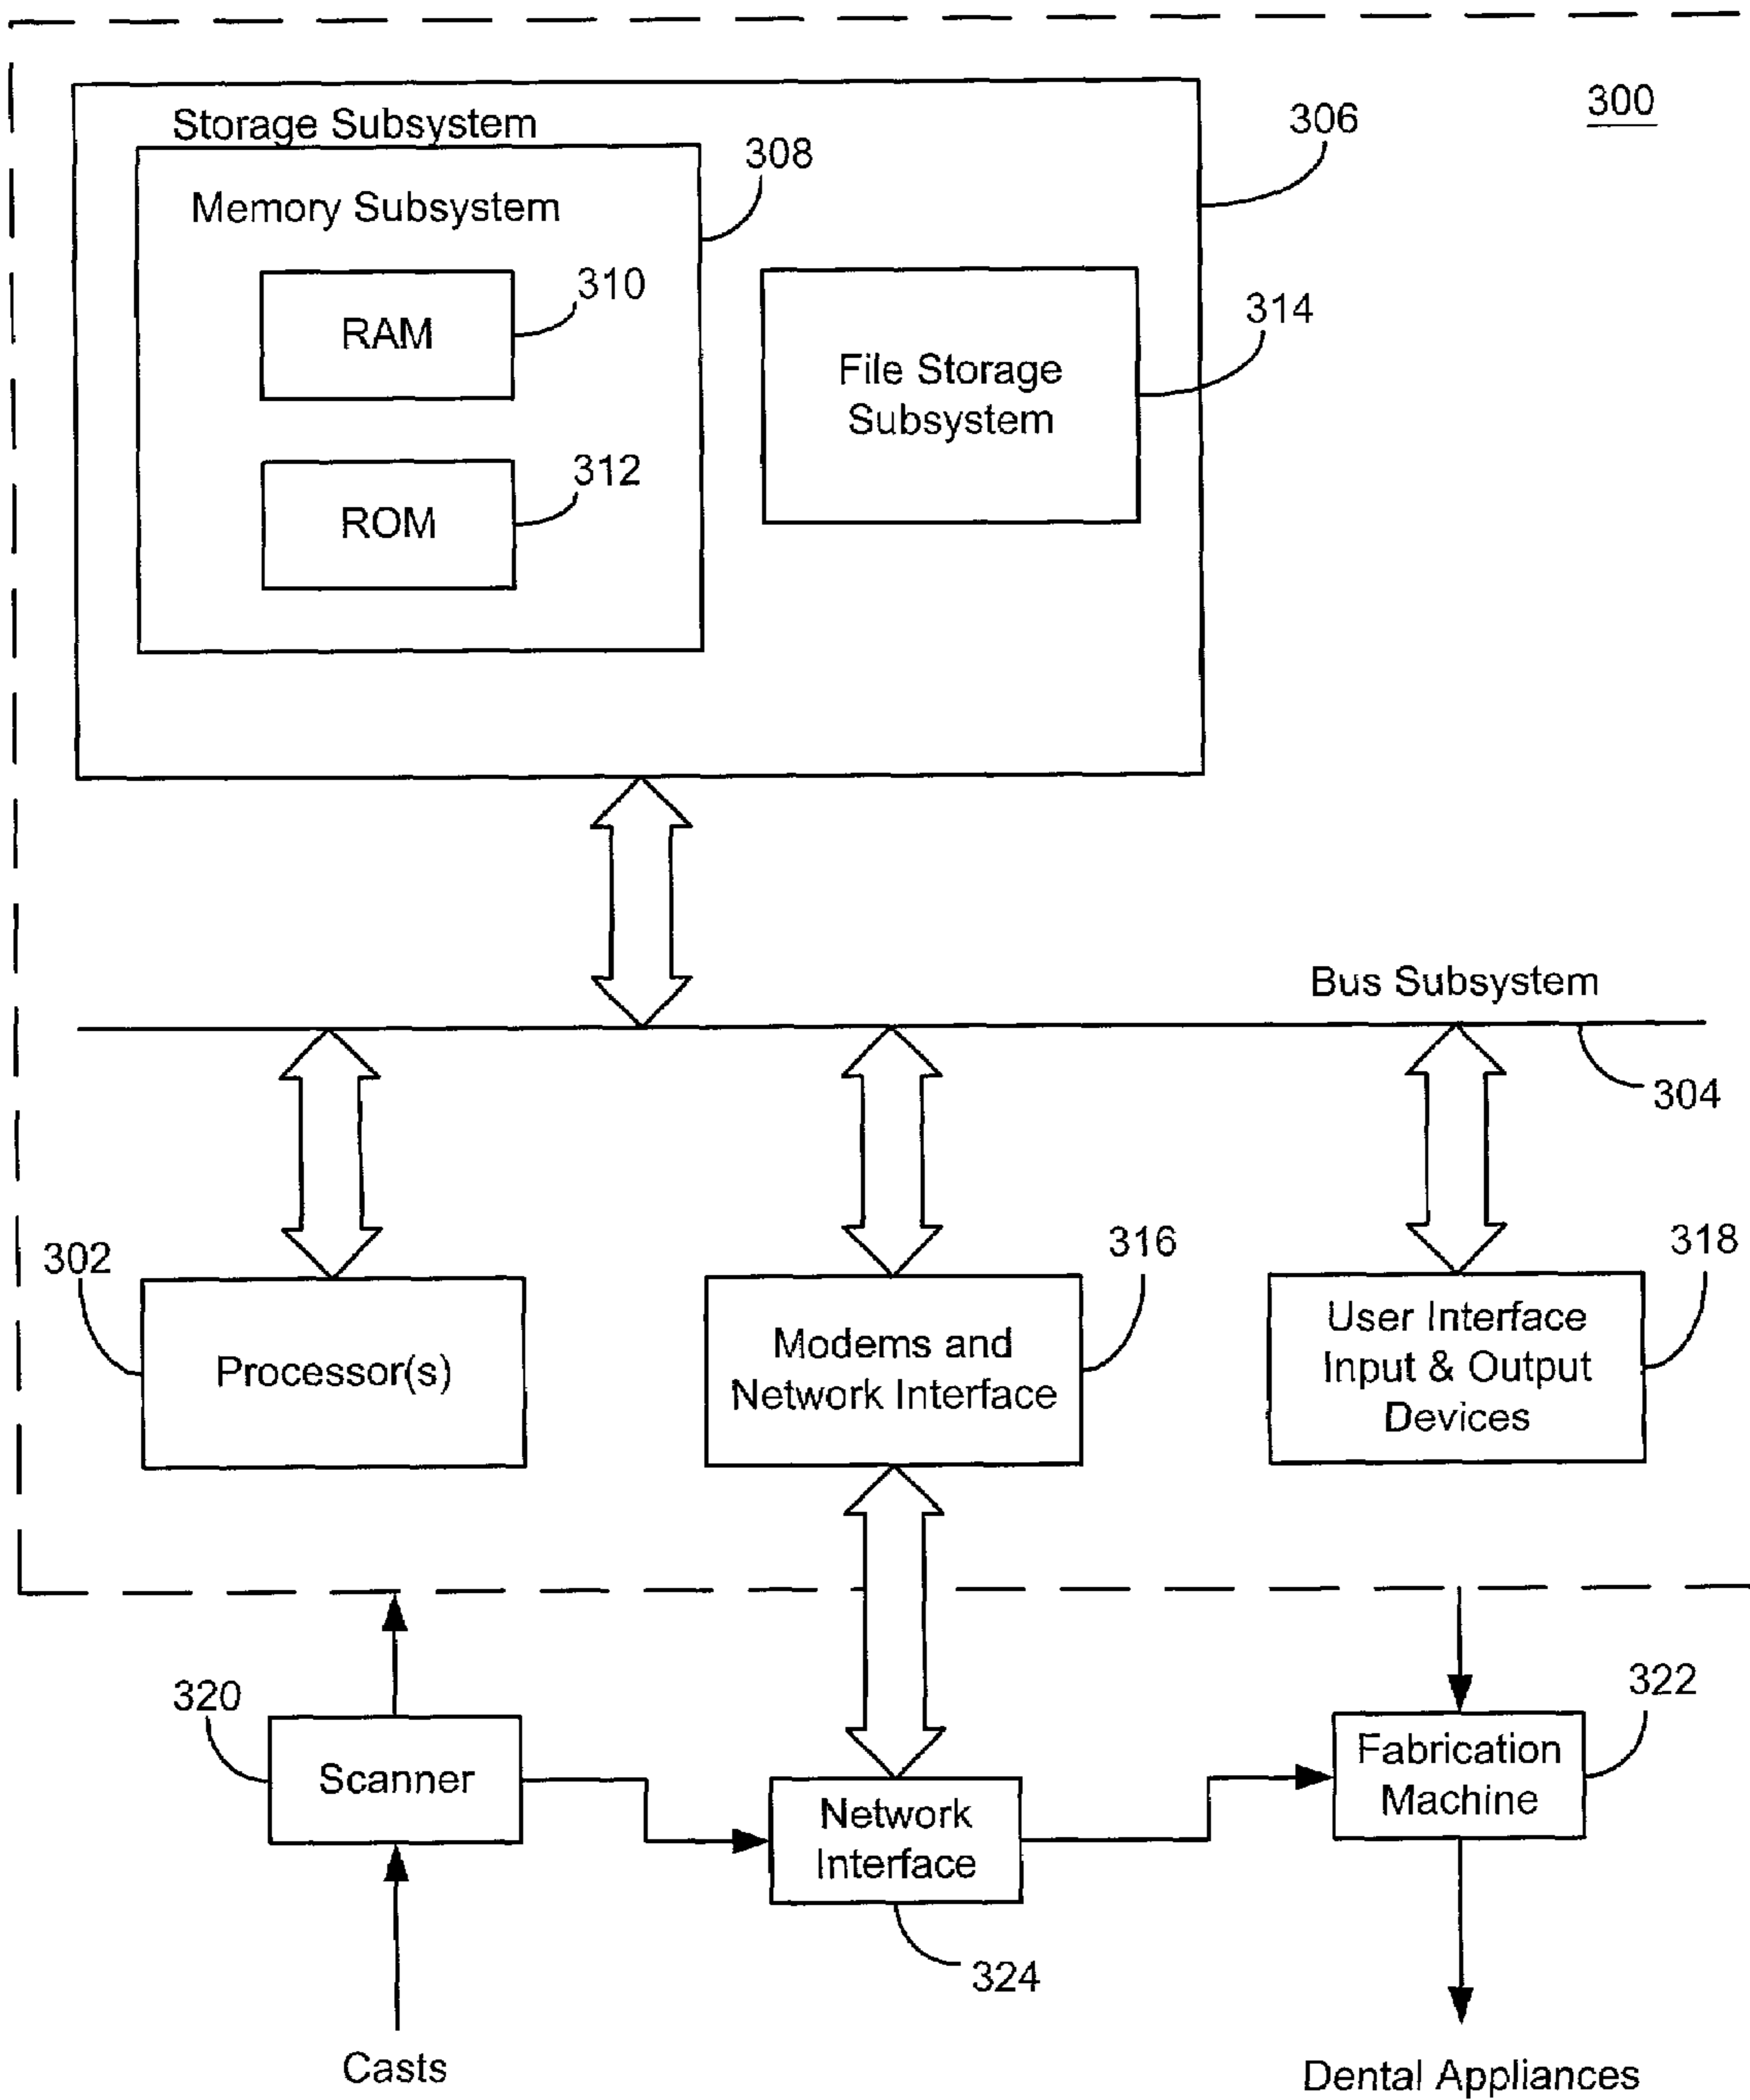 300
306
Storage Subsystem
308
Memory Subsystem
310
RAM
314
File Storage
Subsystem
312
ROM
Bus Subsystem
304
302
Processor(s)
316
Modems and
Network Interface
318
User Interface
Input & Output
Devices
320
Scanner
322
Fabrication
Machine
Network
Interface
324
Casts
Dental Appliances